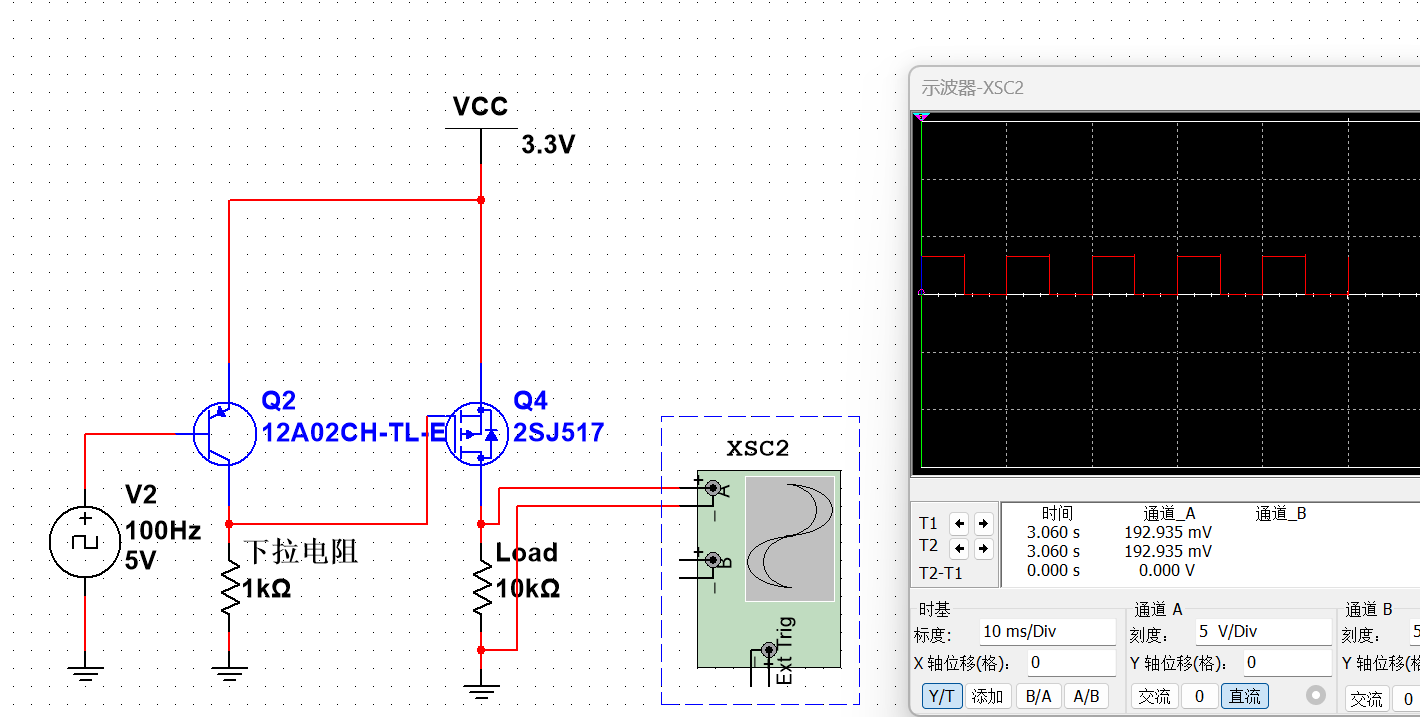 VCC
3.3V
Q2
12A02CH-TL-E
Q4
2SJ517
V2
100Hz
5V
下拉电阻
1kΩ
Load
10kΩ
XSC2
+
A
−
+
B
−
Ext Trig
+
−
示波器-XSC2
T1
T2
T2-T1
时间 通道_A 通道_B
3.060 s 192.935 mV
3.060 s 192.935 mV
0.000 s 0.000 V
时基 通道 A 通道 B
标度： 10 ms/Div 刻度： 5 V/Div 刻度： 5
X 轴位移(格)： 0 Y 轴位移(格)： 0 Y 轴位移(格)
Y/T 添加 B/A A/B 交流 0 直流 交流 0